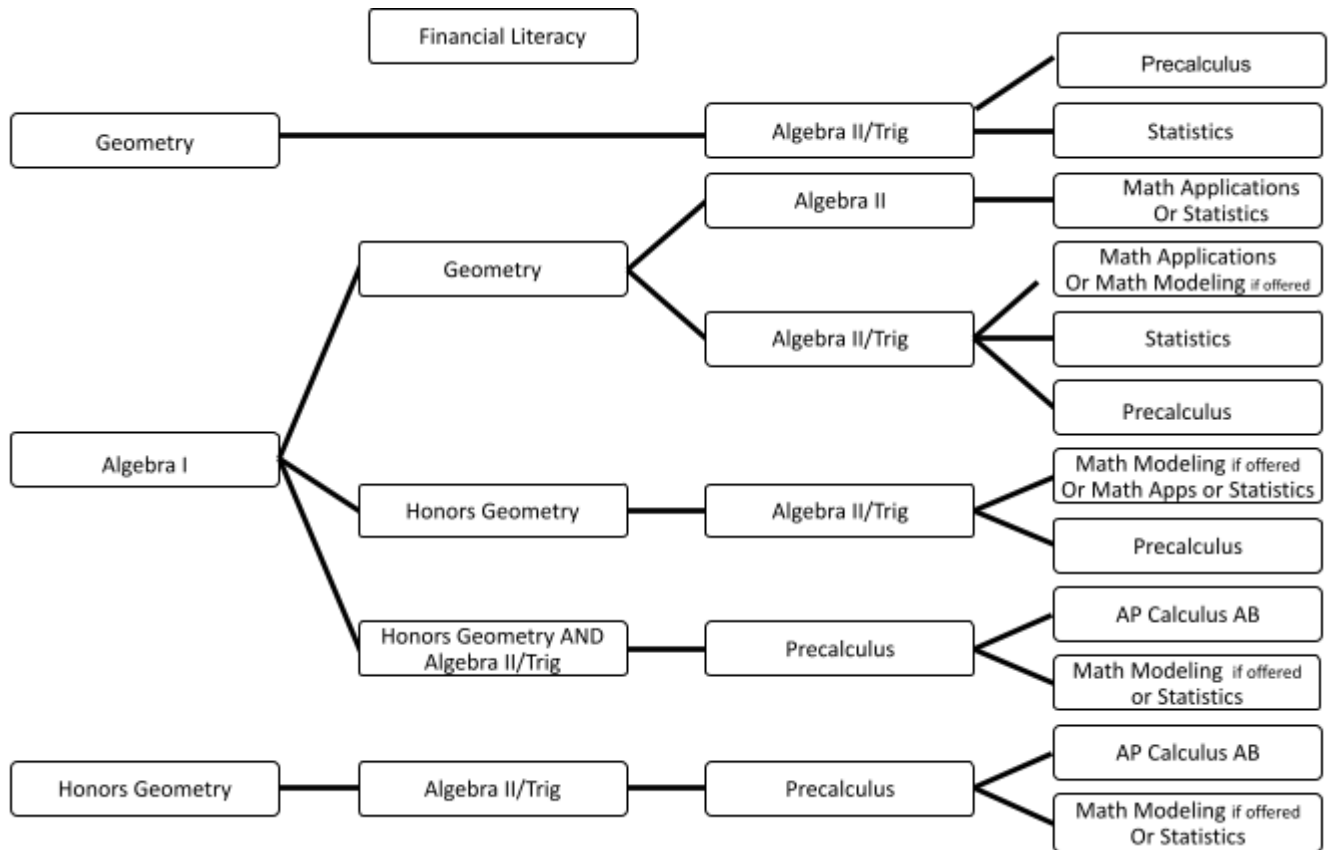 Financial Literacy
Precalculus
Geometry
Algebra II/Trig
Statistics
Algebra II
Math Applications
Or Statistics
Geometry
Math Applications
Or Math Modeling if offered
Algebra II/Trig
Statistics
Precalculus
Algebra I
Math Modeling if offered
Or Math Apps or Statistics
Honors Geometry
Algebra II/Trig
Precalculus
Honors Geometry AND
Algebra II/Trig
Precalculus
AP Calculus AB
Math Modeling if offered
or Statistics
Honors Geometry
Algebra II/Trig
Precalculus
AP Calculus AB
Math Modeling if offered
Or Statistics